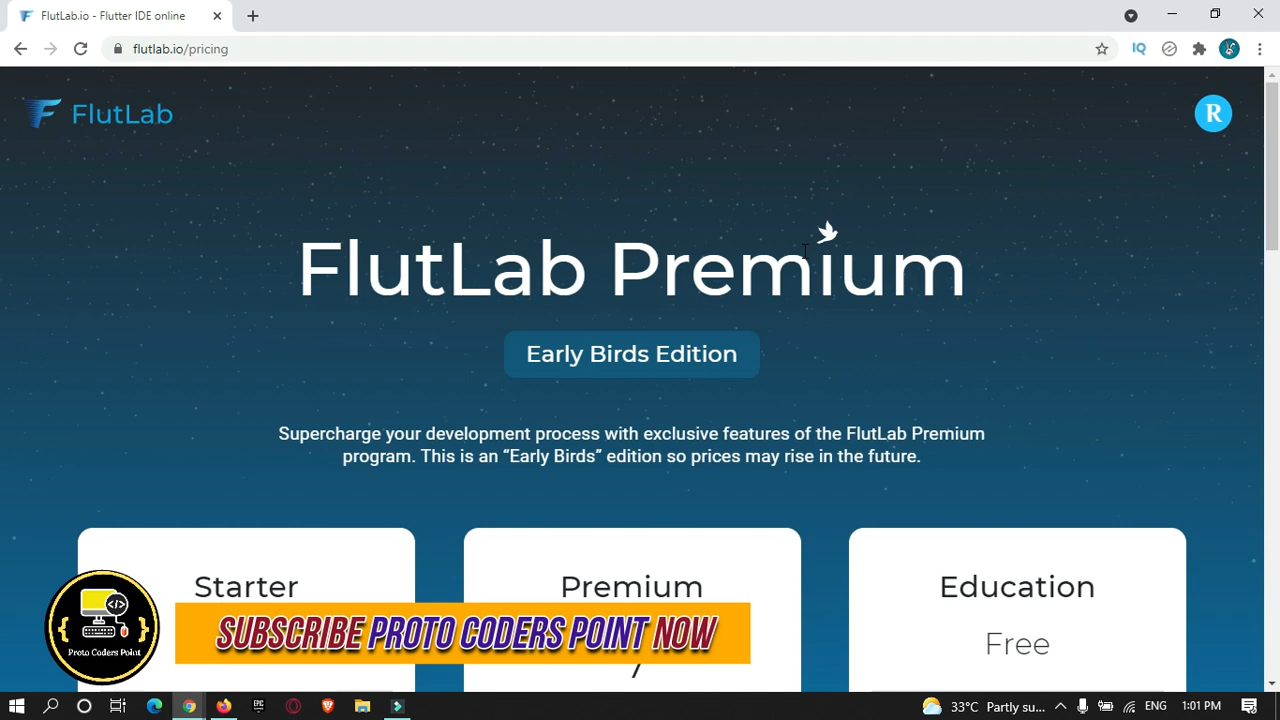 FlutLab.io - Flutter IDE online
flutlab.io/pricing
IQ
FlutLab
R
FlutLab Premium
Early Birds Edition
Supercharge your development process with exclusive features of the FlutLab Premium
program. This is an “Early Birds” edition so prices may rise in the future.
Starter
Premium
Education
Free
Proto Coders Point
SUBSCRIBE PROTO CODERS POINT NOW
EPIC
33°C Partly su...
ENG
1:01 PM